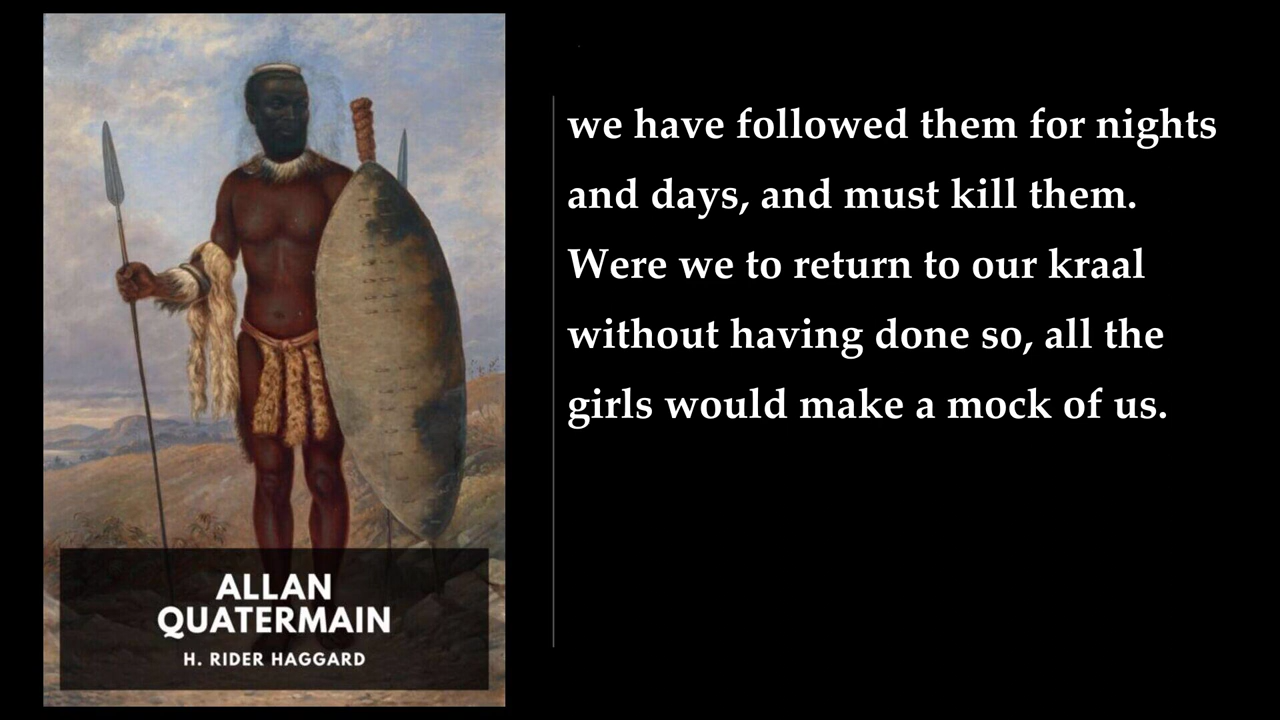 we have followed them for nights
and days, and must kill them.
Were we to return to our kraal
without having done so, all the
girls would make a mock of us.
ALLAN
QUATERMAIN
H. RIDER HAGGARD